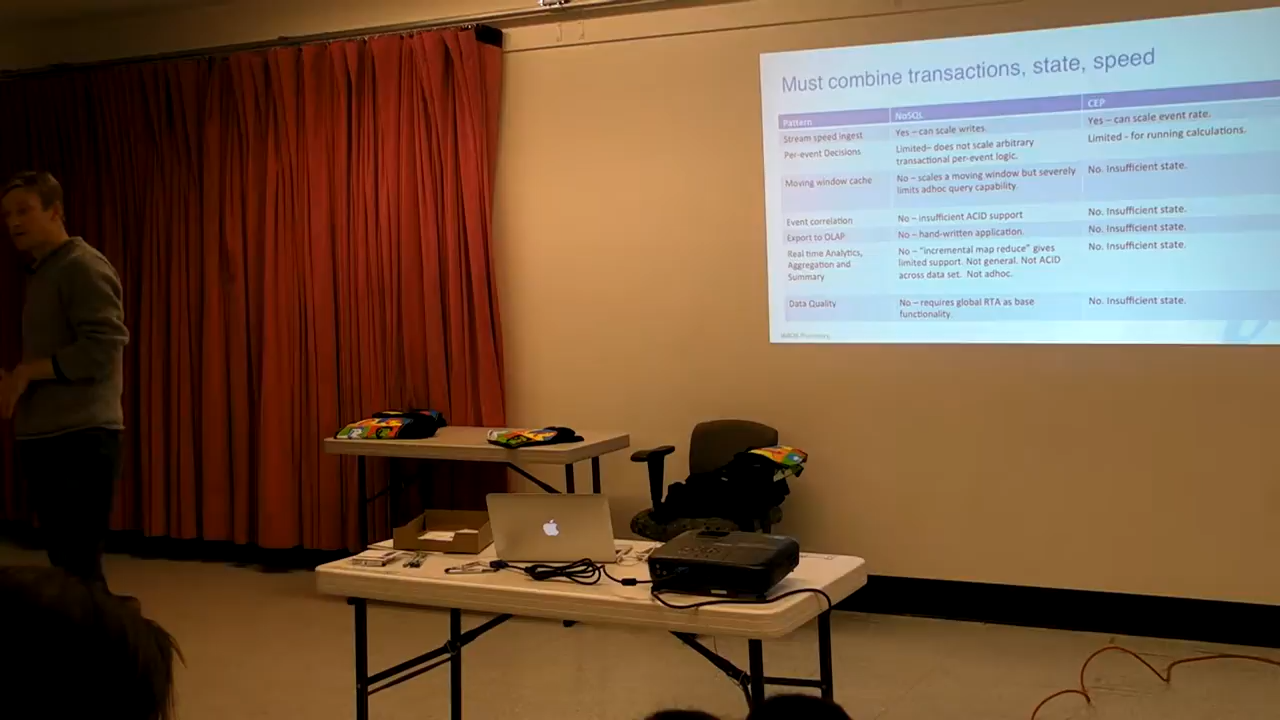 Must combine transactions, state, speed
Pattern NoSQL CEP
Stream speed ingest Yes – can scale writes. Yes – can scale event rate.
Per-event Decisions Limited– does not scale arbitrary Limited - for running calculations.
transactional per-event logic.
Moving window cache No – scales a moving window but severely No. Insufficient state.
limits adhoc query capability.
Event correlation No – insufficient ACID support No. Insufficient state.
Export to OLAP No – hand-written application. No. Insufficient state.
Real time Analytics, No – "incremental map reduce" gives No. Insufficient state.
Aggregation and limited support. Not general. Not ACID
Summary across data set. Not adhoc.
Data Quality No – requires global RTA as base No. Insufficient state.
functionality.